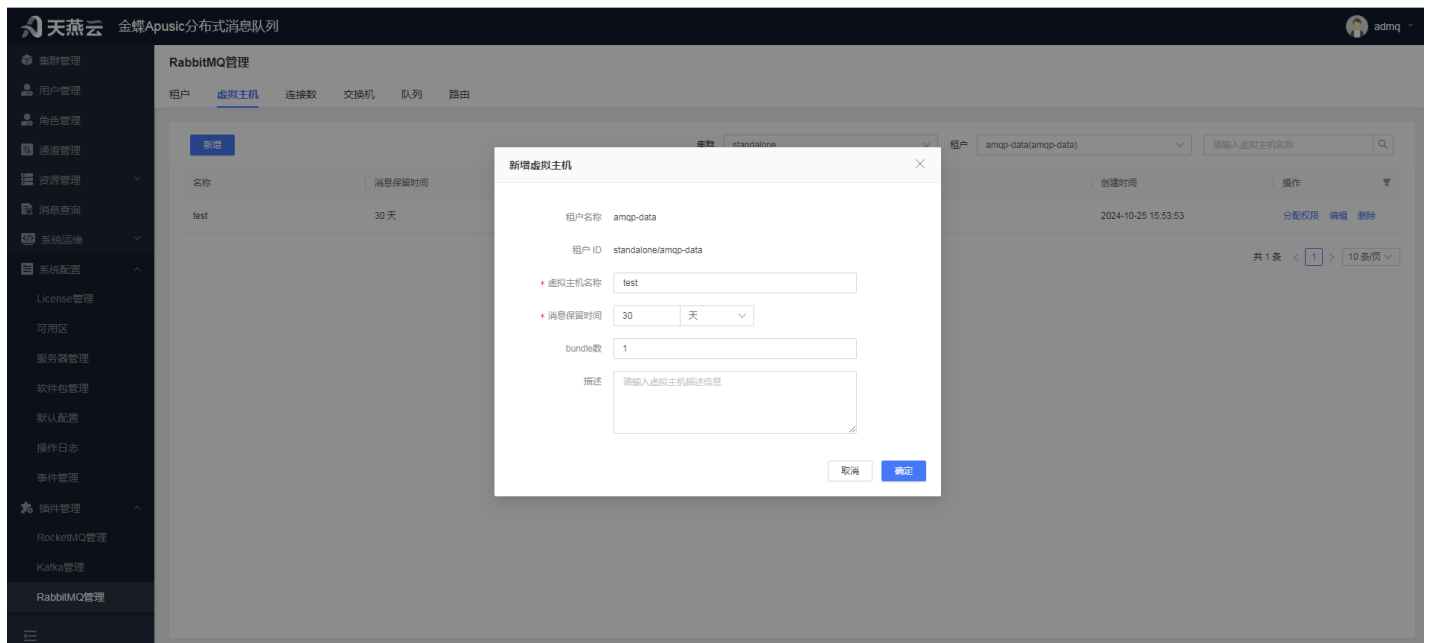 天燕云 金蝶Apusic分布式消息队列
admq
集群管理
用户管理
角色管理
通道管理
资源管理
消息查询
系统运维
系统配置
License管理
可用区
服务器管理
软件包管理
默认配置
操作日志
事件管理
插件管理
RocketMQ管理
Kafka管理
RabbitMQ管理
RabbitMQ管理
租户 虚拟主机 连接数 交换机 队列 路由
新增 集群 standalone 租户 amqp-data(amqp-data) 请输入虚拟主机名称
名称 消息保留时间 创建时间 操作
test 30 天 2024-10-25 15:53:53 分配权限 编辑 删除
共 1 条 < 1 > 10 条/页
新增虚拟主机
租户名称 amqp-data
租户 ID standalone/amqp-data
* 虚拟主机名称 test
* 消息保留时间 30 天
bundle数 1
描述 请输入虚拟主机描述信息
取消 确定